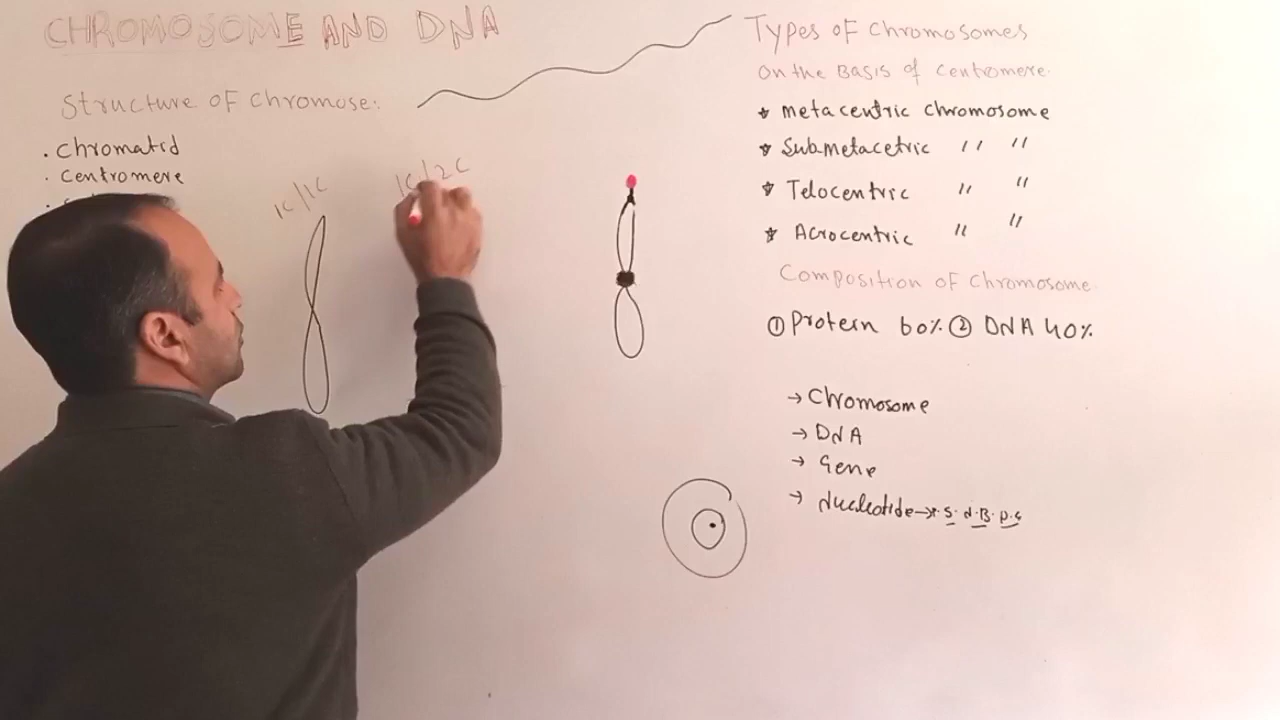 CHROMOSOME AND DNA
Structure of chromose:
. Chromatid
. Centromere
1C/1C
1C/2C
Types of chromosomes
On the Basis of Centromere.
Metacentric chromosome
Submetacetric " "
Telocentric " "
Acrocentric " "
Composition of Chromosome
① Protein 60% ② DNA 40%
→ Chromosome
→ DNA
→ Gene
→ Nucleotide → P.S. N.B. P.G